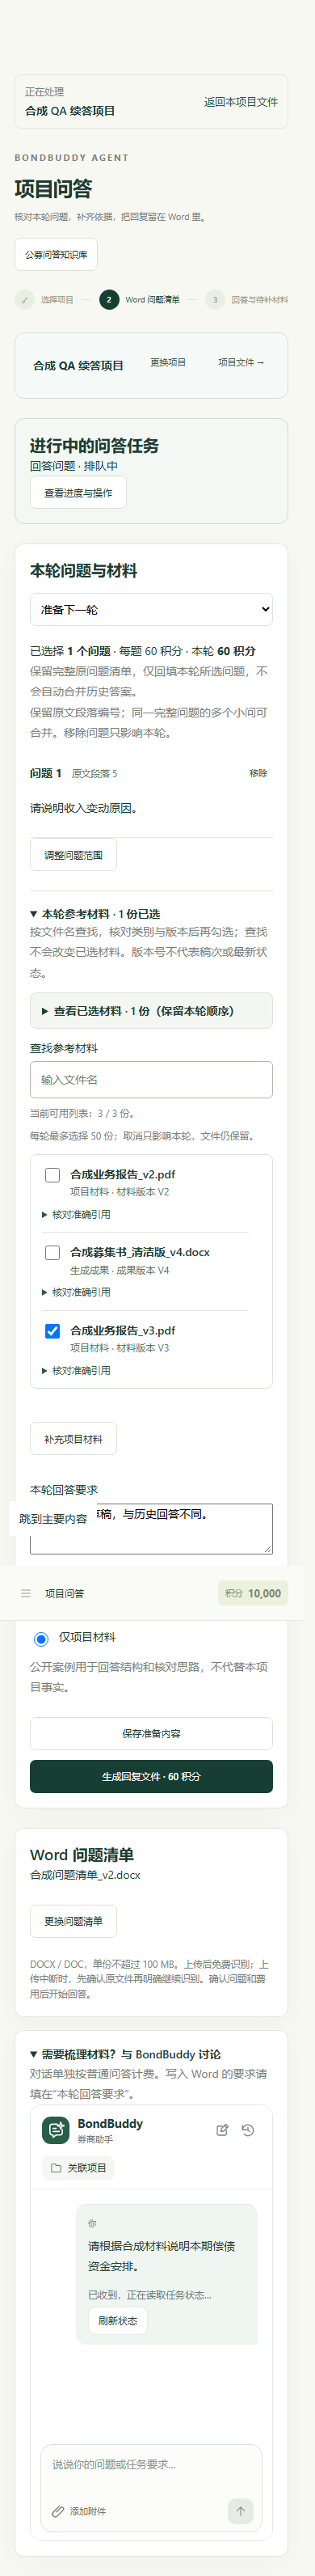 正在处理
合成 QA 续答项目
返回本项目文件
BONDBUDDY AGENT
项目问答
核对本轮问题，补齐依据，把回复留在 Word 里。
公募问答知识库
✓ 选择项目
2 Word 问题清单
3 回答与待补材料
合成 QA 续答项目
更换项目
项目文件 →
进行中的问答任务
回答问题 · 排队中
查看进度与操作
本轮问题与材料
准备下一轮
已选择 1 个问题 · 每题 60 积分 · 本轮 60 积分
保留完整原问题清单，仅回填本轮所选问题，不
会自动合并历史答案。
保留原文段落编号；同一完整问题的多个小问可
合并。移除问题只影响本轮。
问题 1 原文段落 5
移除
请说明收入变动原因。
调整问题范围
▼ 本轮参考材料 · 1 份已选
按文件名查找，核对类别与版本后再勾选；查找
不会改变已选材料。版本号不代表稿次或最新状
态。
▶ 查看已选材料 · 1 份（保留本轮顺序）
查找参考材料
输入文件名
当前可用列表：3 / 3 份。
每轮最多选择 50 份；取消只影响本轮，文件仍保留。
合成业务报告_v2.pdf
项目材料 · 材料版本 V2
▶ 核对准确引用
合成募集书_清洁版_v4.docx
生成成果 · 成果版本 V4
▶ 核对准确引用
合成业务报告_v3.pdf
项目材料 · 材料版本 V3
▶ 核对准确引用
补充项目材料
本轮回答要求
稿，与历史回答不同。
跳到主要内容
项目问答
积分 10,000
仅项目材料
公开案例用于回答结构和核对思路，不代替本项
目事实。
保存准备内容
生成回复文件 · 60 积分
Word 问题清单
合成问题清单_v2.docx
更换问题清单
DOCX / DOC，单份不超过 100 MB。上传后免费识别；上
传中断时，先确认原文件再明确继续识别。确认问题和费
用后开始回答。
▼ 需要梳理材料？与 BondBuddy 讨论
对话单独按普通问答计费。写入 Word 的要求请
填在“本轮回答要求”。
BondBuddy
券商助手
关联项目
你
请根据合成材料说明本期偿债
资金安排。
已收到，正在读取任务状态…
刷新状态
说说你的问题或任务要求...
添加附件